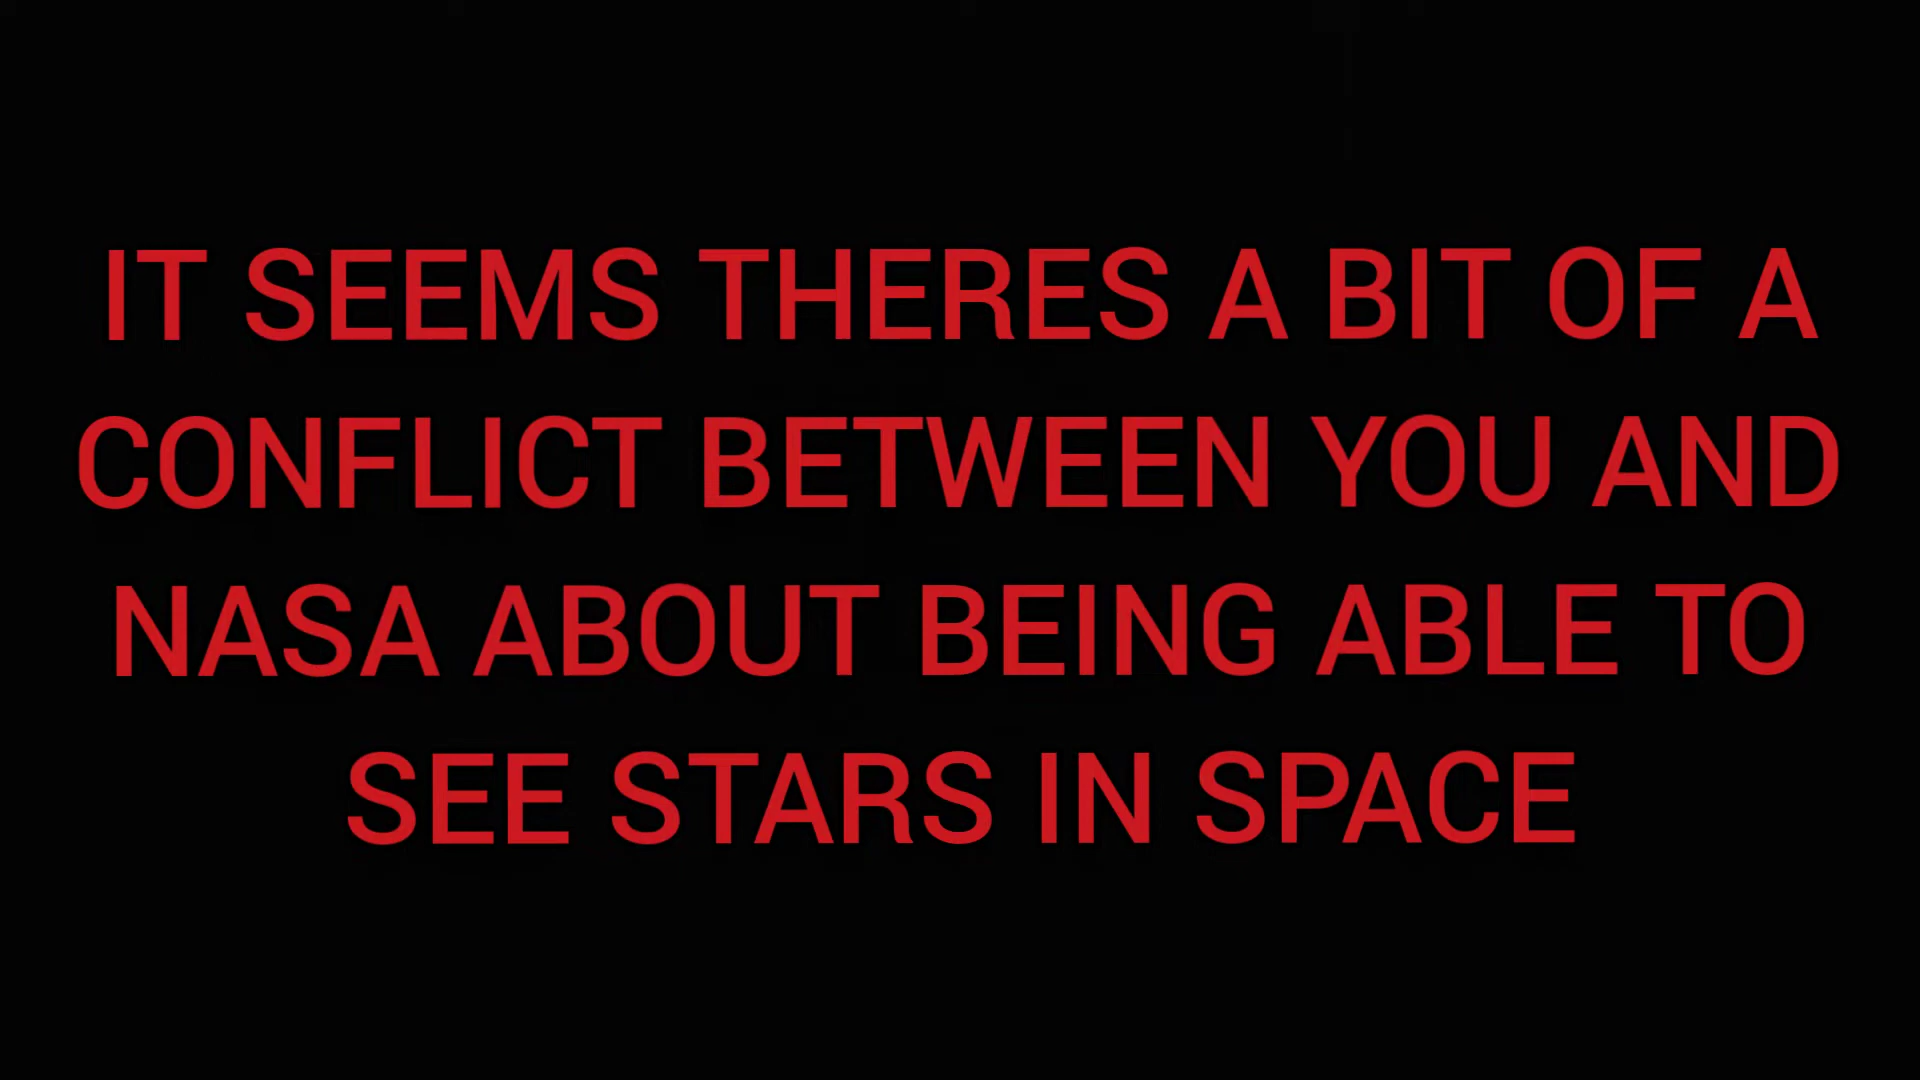 IT SEEMS THERES A BIT OF A
CONFLICT BETWEEN YOU AND
NASA ABOUT BEING ABLE TO
SEE STARS IN SPACE